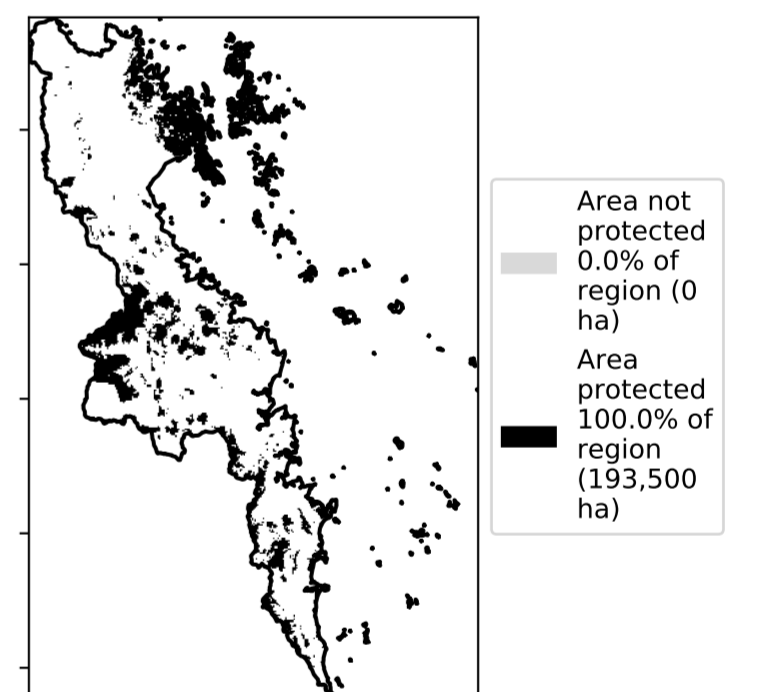 Area not
protected
0.0% of
region (0
ha)
Area
protected
100.0% of
region
(193,500
ha)